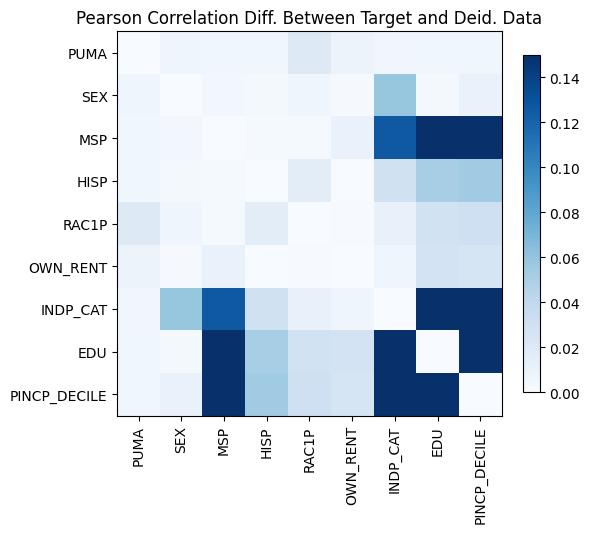 Pearson Correlation Diff. Between Target and Deid. Data
PUMA
SEX
MSP
HISP
RAC1P
OWN_RENT
INDP_CAT
EDU
PINCP_DECILE
PUMA
SEX
MSP
HISP
RAC1P
OWN_RENT
INDP_CAT
EDU
PINCP_DECILE
0.14
0.12
0.10
0.08
0.06
0.04
0.02
0.00